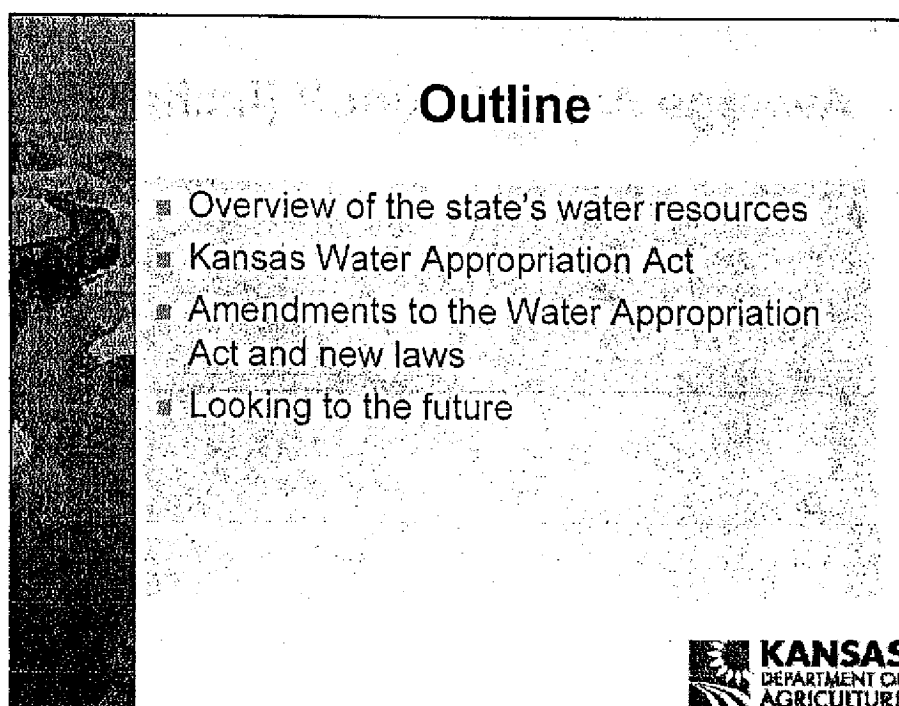 Outline
Overview of the state's water resources
Kansas Water Appropriation Act
Amendments to the Water Appropriation
Act and new laws
Looking to the future
KANSAS
DEPARTMENT OF
AGRICULTURE